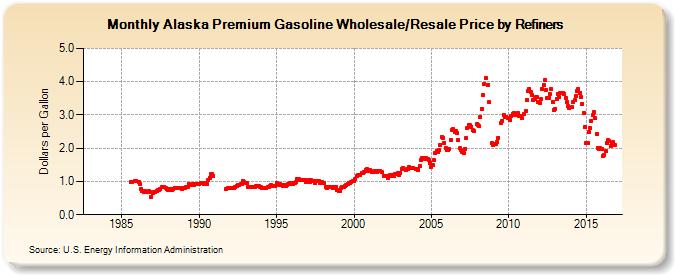 Monthly Alaska Premium Gasoline Wholesale/Resale Price by Refiners
Dollars per Gallon
5.0
4.0
3.0
2.0
1.0
0.0
1985 1990 1995 2000 2005 2010 2015
Source: U.S. Energy Information Administration